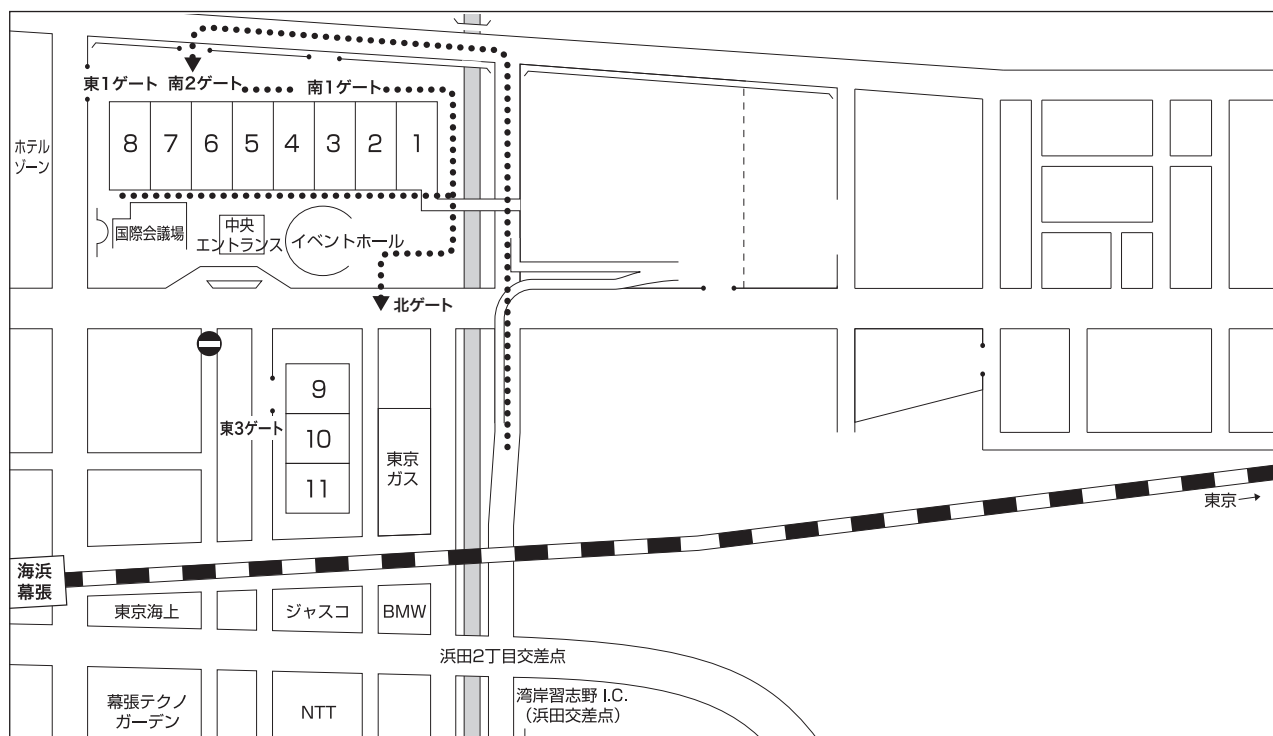 東1ゲート
南2ゲート
南1ゲート
ホテル
ゾーン
8
7
6
5
4
3
2
1
国際会議場
中央
エントランス
イベントホール
北ゲート
9
10
11
東3ゲート
東京
ガス
東京→
海浜
幕張
東京海上
ジャスコ
BMW
浜田2丁目交差点
幕張テクノ
ガーデン
NTT
湾岸習志野 I.C.
（浜田交差点）